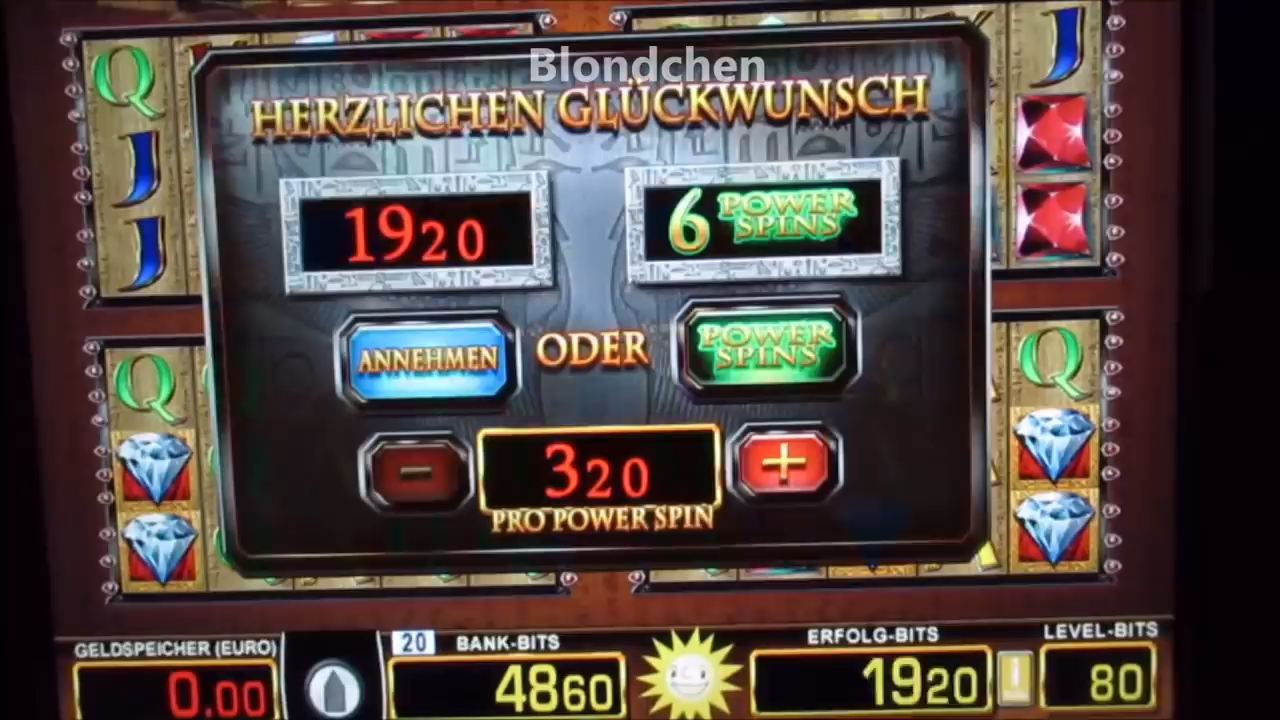 Blondchen
HERZLICHEN GLÜCKWUNSCH
1920
6 POWER SPINS
ANNEHMEN
ODER
POWER SPINS
-
320
+
PRO POWER SPIN
Q
J
J
J
Q
Q
GELDSPEICHER (EURO)
0.00
20
BANK-BITS
4860
ERFOLG-BITS
1920
LEVEL-BITS
80